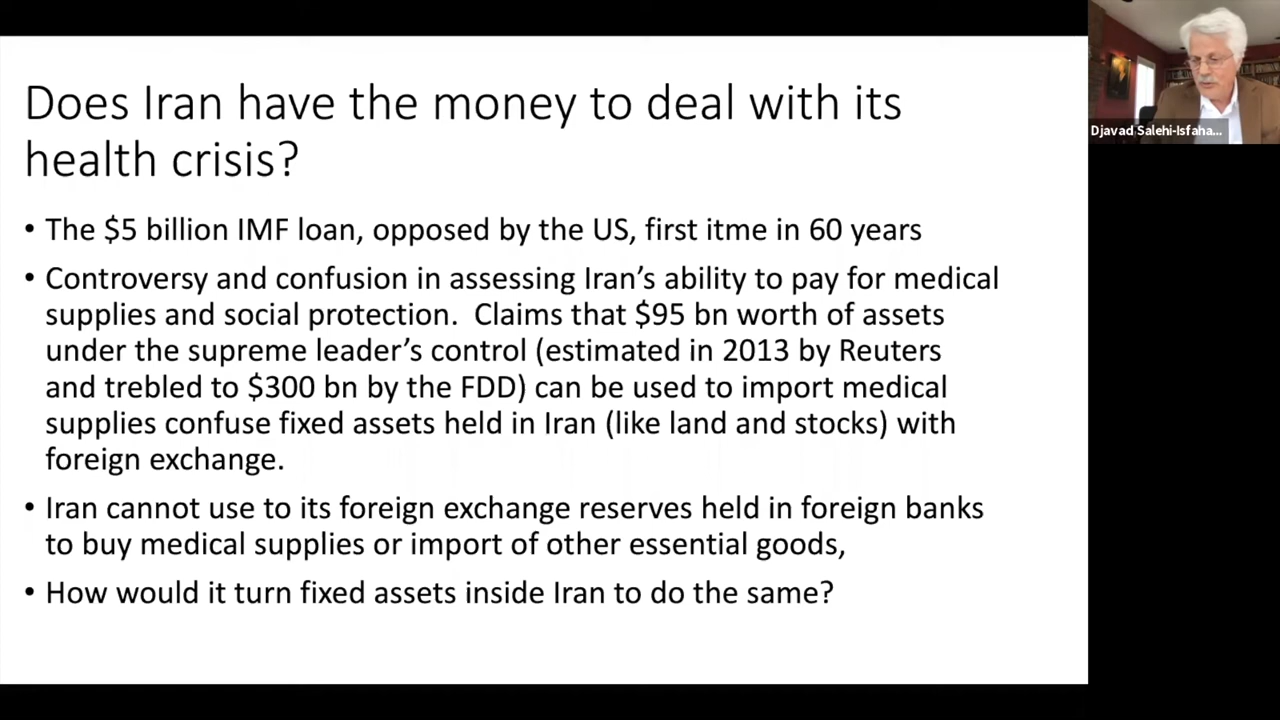 Does Iran have the money to deal with its
health crisis?
• The $5 billion IMF loan, opposed by the US, first itme in 60 years
• Controversy and confusion in assessing Iran's ability to pay for medical
supplies and social protection.  Claims that $95 bn worth of assets
under the supreme leader's control (estimated in 2013 by Reuters
and trebled to $300 bn by the FDD) can be used to import medical
supplies confuse fixed assets held in Iran (like land and stocks) with
foreign exchange.
• Iran cannot use to its foreign exchange reserves held in foreign banks
to buy medical supplies or import of other essential goods,
• How would it turn fixed assets inside Iran to do the same?
Djavad Salehi-Isfaha...